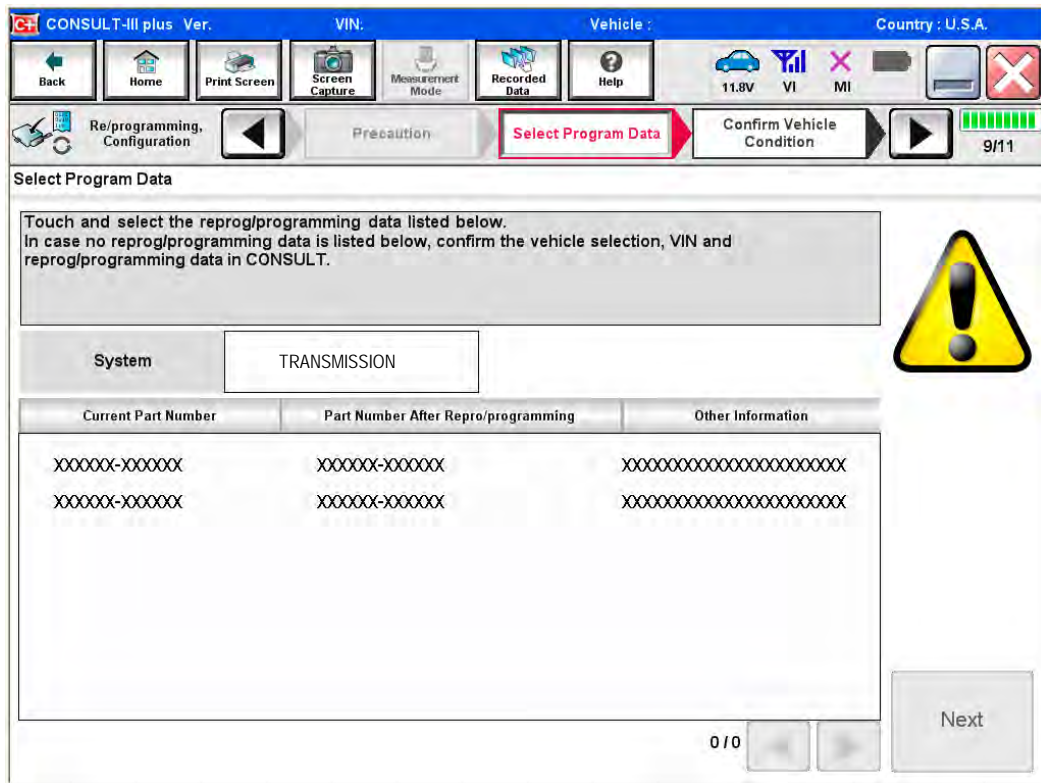 C+ CONSULT-III plus Ver. VIN: Vehicle : Country : U.S.A.
Back Home Print Screen Screen Capture Measurement Mode Recorded Data Help 11.8V VI MI
Re/programming, Configuration Precaution Select Program Data Confirm Vehicle Condition 9/11
Select Program Data
Touch and select the reprog/programming data listed below.
In case no reprog/programming data is listed below, confirm the vehicle selection, VIN and
reprog/programming data in CONSULT.
System TRANSMISSION
Current Part Number Part Number After Repro/programming Other Information
XXXXXX-XXXXXX XXXXXX-XXXXXX XXXXXXXXXXXXXXXXXXXXXX
XXXXXX-XXXXXX XXXXXX-XXXXXX XXXXXXXXXXXXXXXXXXXXXX
Next
0/0